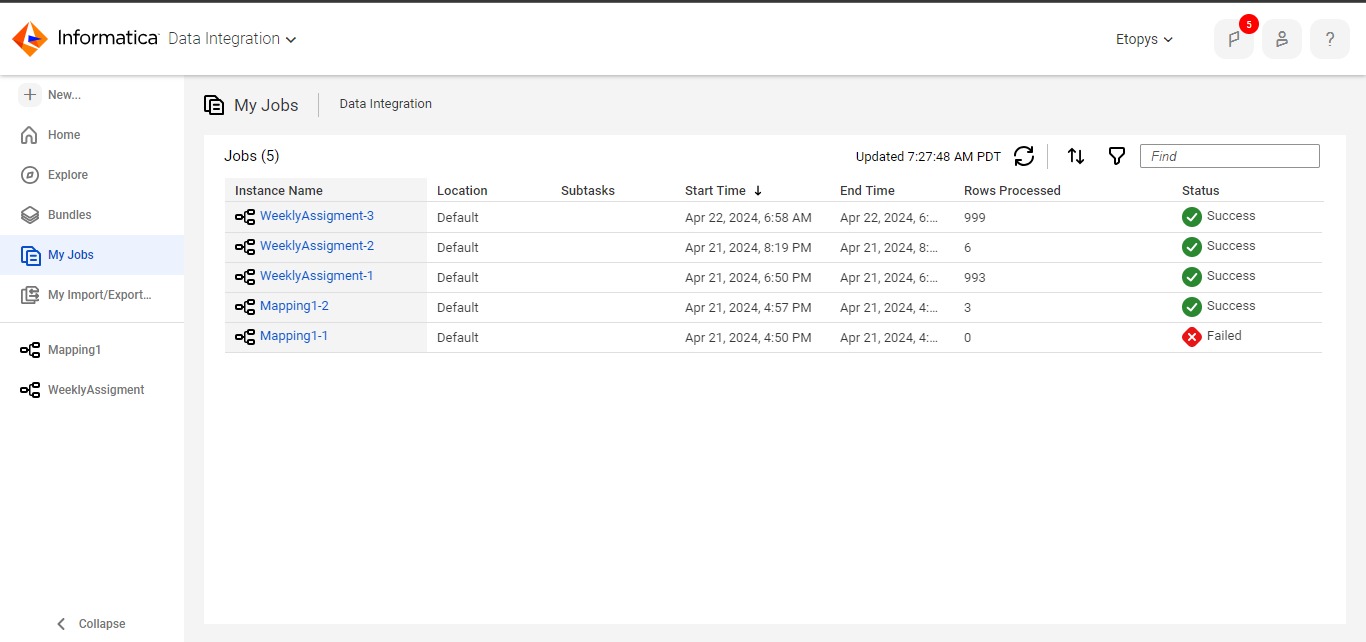 Informatica Data Integration
Etopys
5
?
New...
Home
Explore
Bundles
My Jobs
My Import/Export...
Mapping1
WeeklyAssigment
Collapse
My Jobs
Data Integration
Jobs (5)
Updated 7:27:48 AM PDT
Find
Instance Name Location Subtasks Start Time End Time Rows Processed Status
WeeklyAssigment-3 Default Apr 22, 2024, 6:58 AM Apr 22, 2024, 6:... 999 Success
WeeklyAssigment-2 Default Apr 21, 2024, 8:19 PM Apr 21, 2024, 8:... 6 Success
WeeklyAssigment-1 Default Apr 21, 2024, 6:50 PM Apr 21, 2024, 6:... 993 Success
Mapping1-2 Default Apr 21, 2024, 4:57 PM Apr 21, 2024, 4:... 3 Success
Mapping1-1 Default Apr 21, 2024, 4:50 PM Apr 21, 2024, 4:... 0 Failed